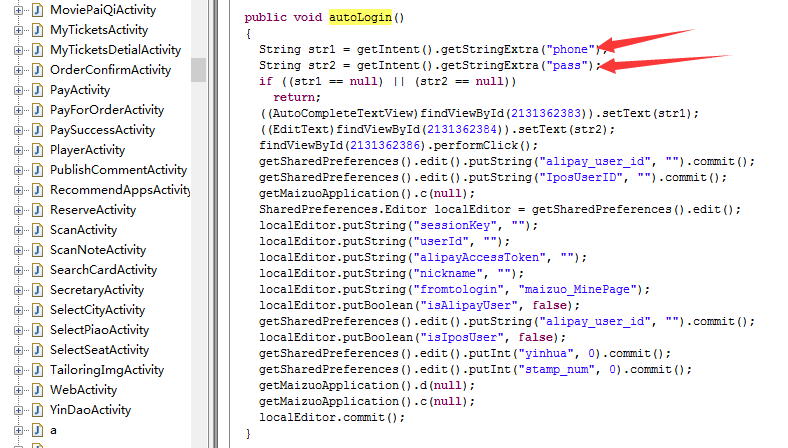 MoviePaiQiActivity
MyTicketsActivity
MyTicketsDetialActivity
OrderConfirmActivity
PayActivity
PayForOrderActivity
PaySuccessActivity
PlayerActivity
PublishCommentActivity
RecommendAppsActivity
ReserveActivity
ScanActivity
ScanNoteActivity
SearchCardActivity
SecretaryActivity
SelectCityActivity
SelectPiaoActivity
SelectSeatActivity
TailoringImgActivity
WebActivity
YinDaoActivity
a
public void autoLogin()
{
String str1 = getIntent().getStringExtra("phone");
String str2 = getIntent().getStringExtra("pass");
if ((str1 == null) || (str2 == null))
return;
((AutoCompleteTextView)findViewById(2131362383)).setText(str1);
((EditText)findViewById(2131362384)).setText(str2);
findViewById(2131362386).performClick();
getSharedPreferences().edit().putString("alipay_user_id", "").commit();
getSharedPreferences().edit().putString("IposUserID", "").commit();
getMaizuoApplication().c(null);
SharedPreferences.Editor localEditor = getSharedPreferences().edit();
localEditor.putString("sessionKey", "");
localEditor.putString("userId", "");
localEditor.putString("alipayAccessToken", "");
localEditor.putString("nickname", "");
localEditor.putString("fromtologin", "maizuo_MinePage");
localEditor.putBoolean("isAlipayUser", false);
getSharedPreferences().edit().putString("alipay_user_id", "").commit();
localEditor.putBoolean("isIposUser", false);
getSharedPreferences().edit().putInt("yinhua", 0).commit();
getSharedPreferences().edit().putInt("stamp_num", 0).commit();
getMaizuoApplication().d(null);
getMaizuoApplication().c(null);
localEditor.commit();
}